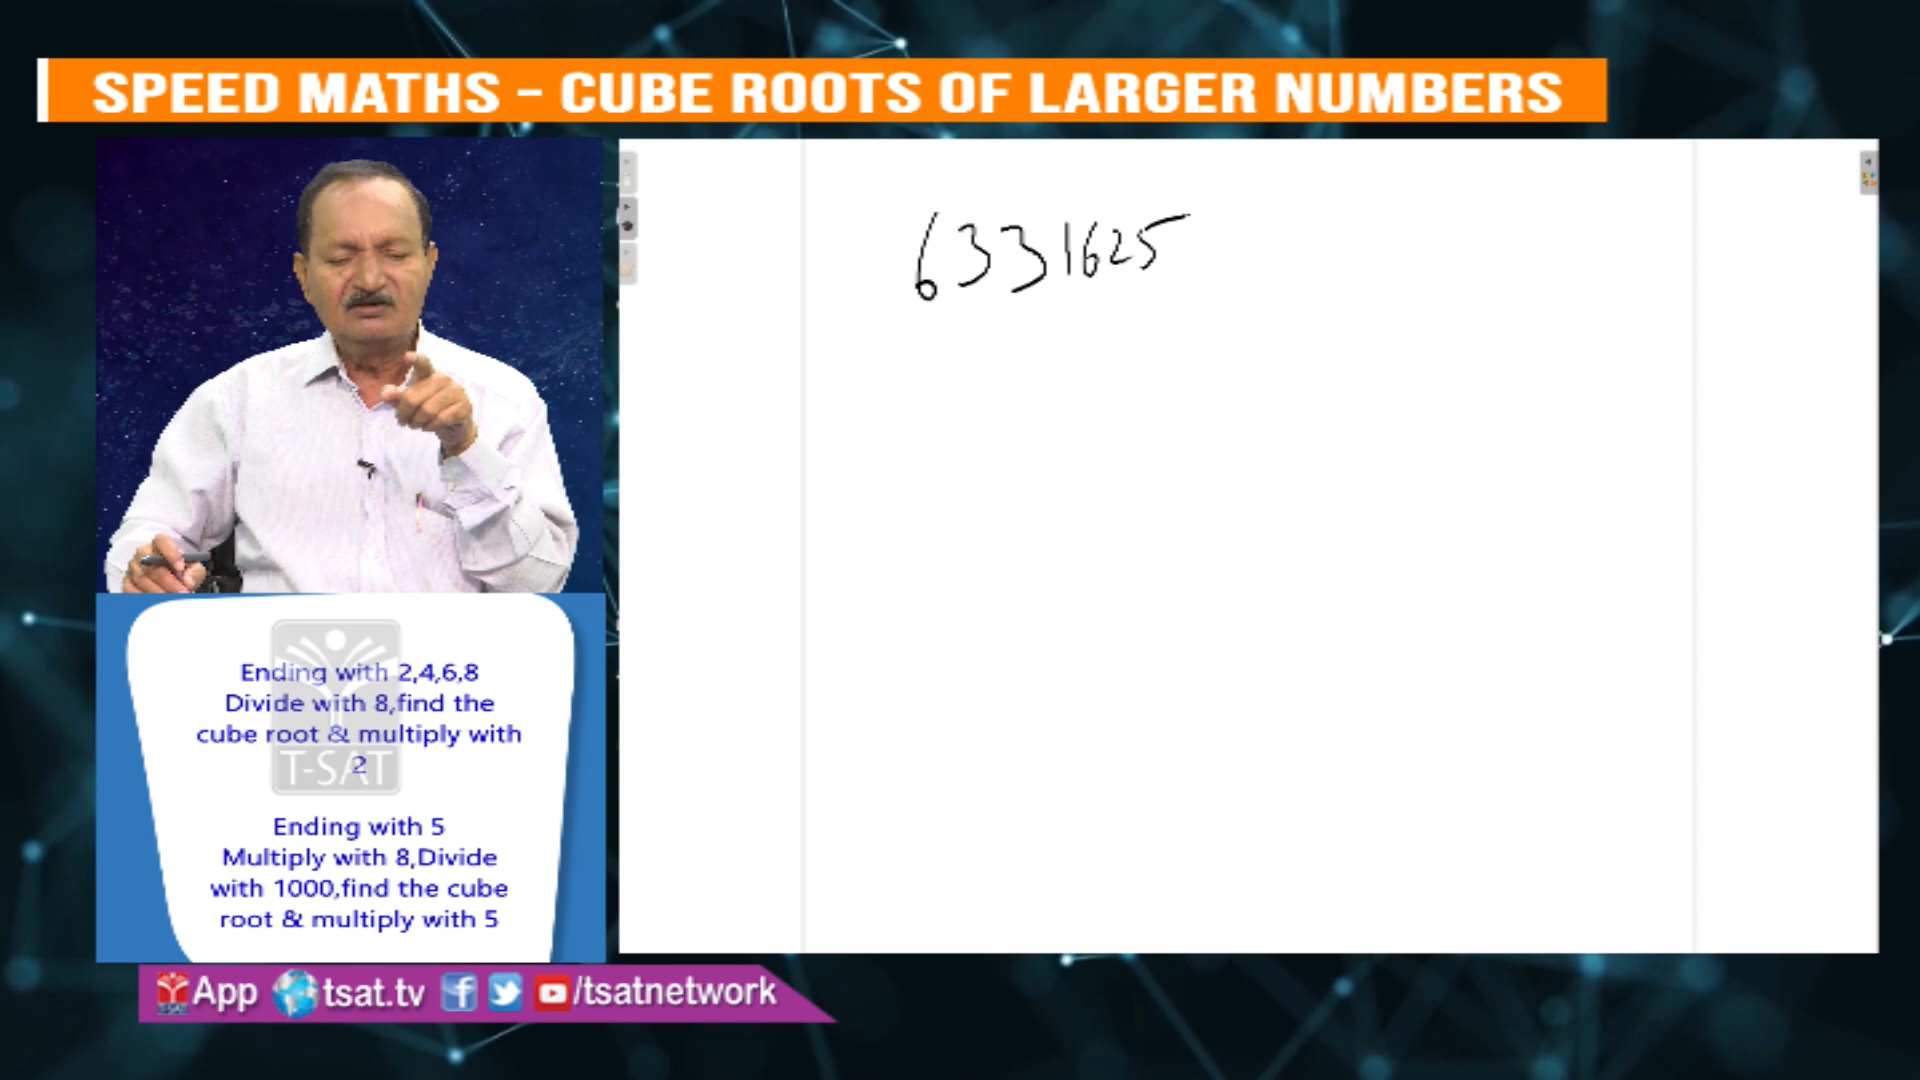 SPEED MATHS - CUBE ROOTS OF LARGER NUMBERS
6331625
Ending with 2,4,6,8
Divide with 8,find the
cube root & multiply with
2
T-SAT
Ending with 5
Multiply with 8,Divide
with 1000,find the cube
root & multiply with 5
App tsat.tv /tsatnetwork